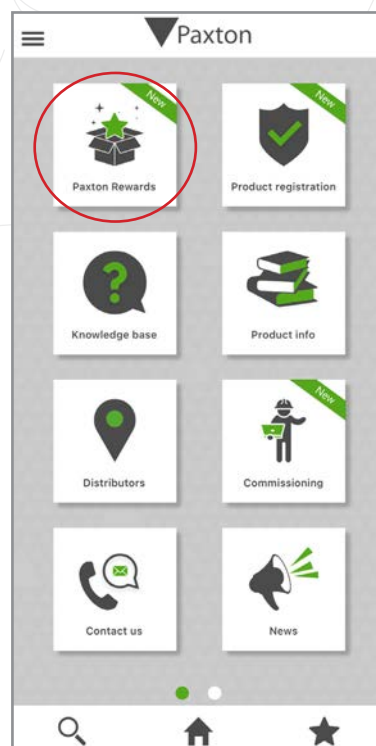 Paxton
New
New
Paxton Rewards
Product registration
?
Knowledge base
Product info
New
Distributors
Commissioning
Contact us
News